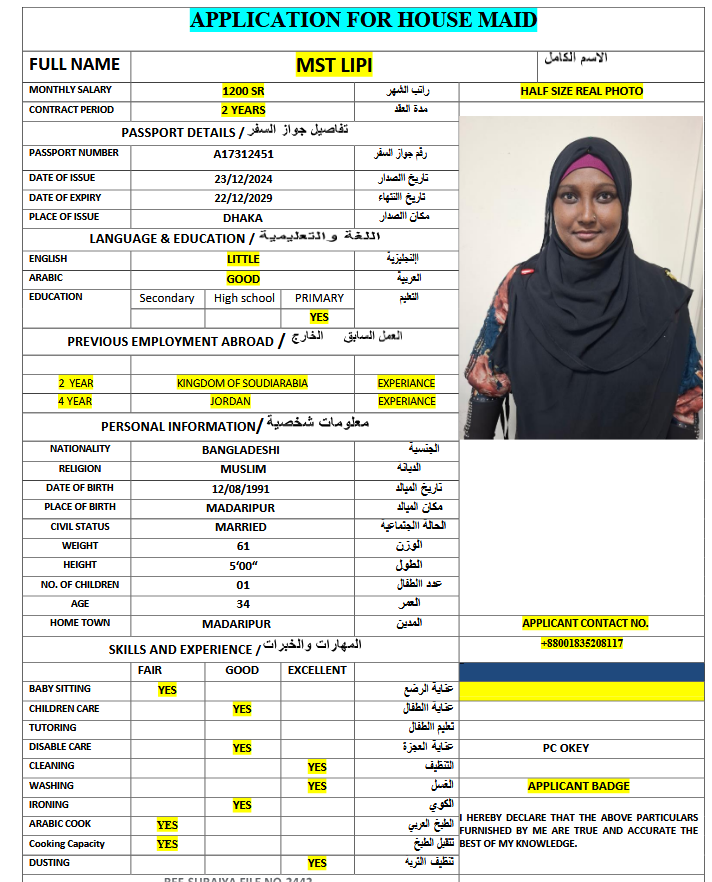 APPLICATION FOR HOUSE MAID
FULL NAME MST LIPI الاسم الكامل
MONTHLY SALARY 1200 SR راتب الشهر HALF SIZE REAL PHOTO
CONTRACT PERIOD 2 YEARS مدة العقد
PASSPORT DETAILS / تفاصيل جواز السفر
PASSPORT NUMBER A17312451 رقم جواز السفر
DATE OF ISSUE 23/12/2024 تاريخ االصدار
DATE OF EXPIRY 22/12/2029 تاريخ االنتهاء
PLACE OF ISSUE DHAKA مكان االصدار
LANGUAGE & EDUCATION / اللغة والتعليمية
ENGLISH LITTLE اإلنجليزية
ARABIC GOOD العربية
EDUCATION Secondary High school PRIMARY التعليم
YES
PREVIOUS EMPLOYMENT ABROAD / العمل السابق الخارج
2 YEAR KINGDOM OF SOUDIARABIA EXPERIANCE
4 YEAR JORDAN EXPERIANCE
PERSONAL INFORMATION/ معلومات شخصية
NATIONALITY BANGLADESHI الجنسية
RELIGION MUSLIM الديانه
DATE OF BIRTH 12/08/1991 تاريخ الميالد
PLACE OF BIRTH MADARIPUR مكان الميالد
CIVIL STATUS MARRIED الحالة االجتماعية
WEIGHT 61 الوزن
HEIGHT 5’00“ الطول
NO. OF CHILDREN 01 عدد االطفال
AGE 34 العمر
HOME TOWN MADARIPUR المدين APPLICANT CONTACT NO.
SKILLS AND EXPERIENCE / المهارات والخبرات +88001835208117
FAIR GOOD EXCELLENT
BABY SITTING YES عناية الرضع
CHILDREN CARE YES عناية االطفال
TUTORING تعليم االطفال
DISABLE CARE YES عناية العجزة PC OKEY
CLEANING YES التنظيف
WASHING YES الغسل APPLICANT BADGE
IRONING YES الكوي
ARABIC COOK YES الطبخ العربي
Cooking Capacity YES الطبخ
DUSTING YES تنظيف
I HEREBY DECLARE THAT THE ABOVE PARTICULARS
FURNISHED BY ME ARE TRUE AND ACCURATE THE
BEST OF MY KNOWLEDGE.
REF SURAIYA FILE NO 2442